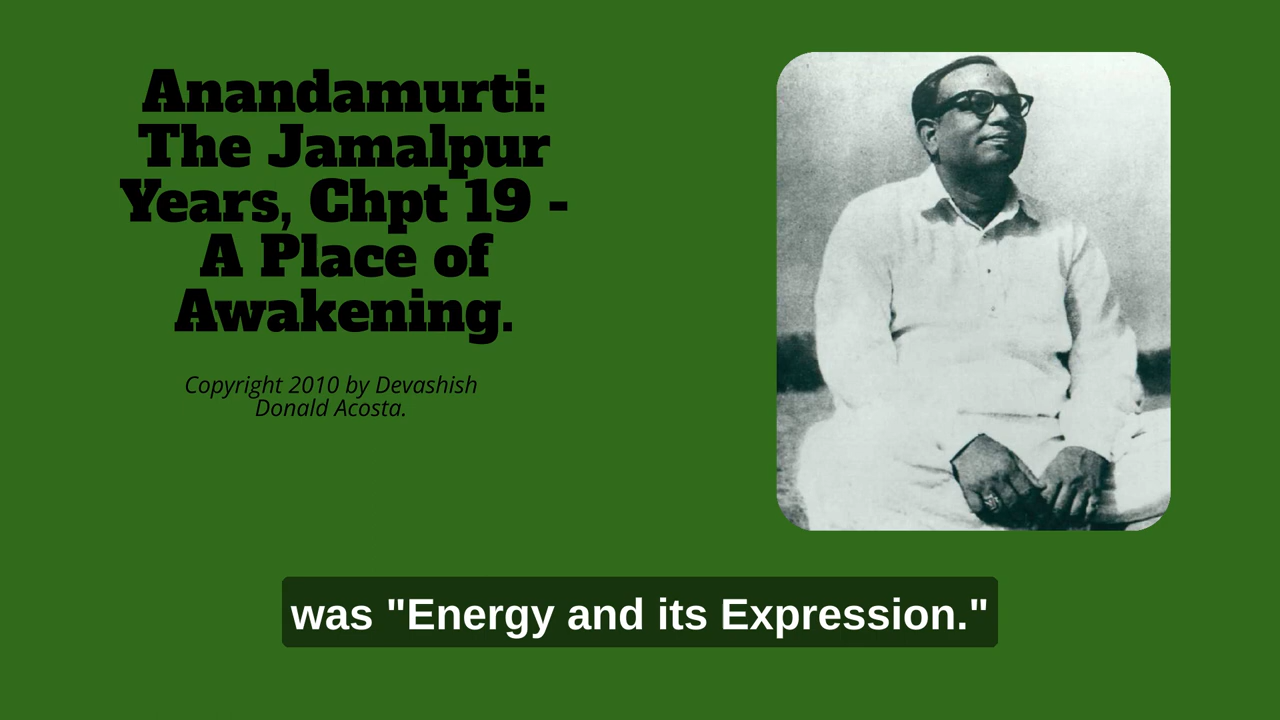 Anandamurti:
The Jamalpur
Years, Chpt 19 -
A Place of
Awakening.
Copyright 2010 by Devashish
Donald Acosta.
was "Energy and its Expression."